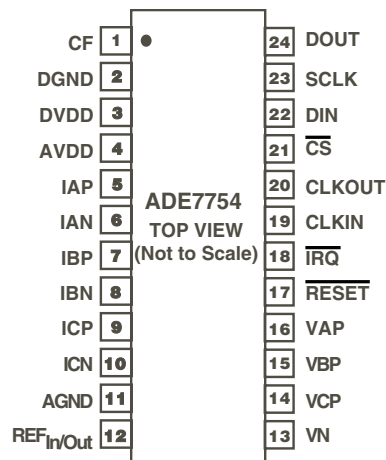 CF 1 24 DOUT
DGND 2 23 SCLK
DVDD 3 22 DIN
AVDD 4 21 CS
IAP 5 20 CLKOUT
ADE7754
IAN 6 19 CLKIN
TOP VIEW
IBP 7 (Not to Scale) 18 IRQ
IBN 8 17 RESET
ICP 9 16 VAP
ICN 10 15 VBP
AGND 11 14 VCP
REFIn/Out 12 13 VN